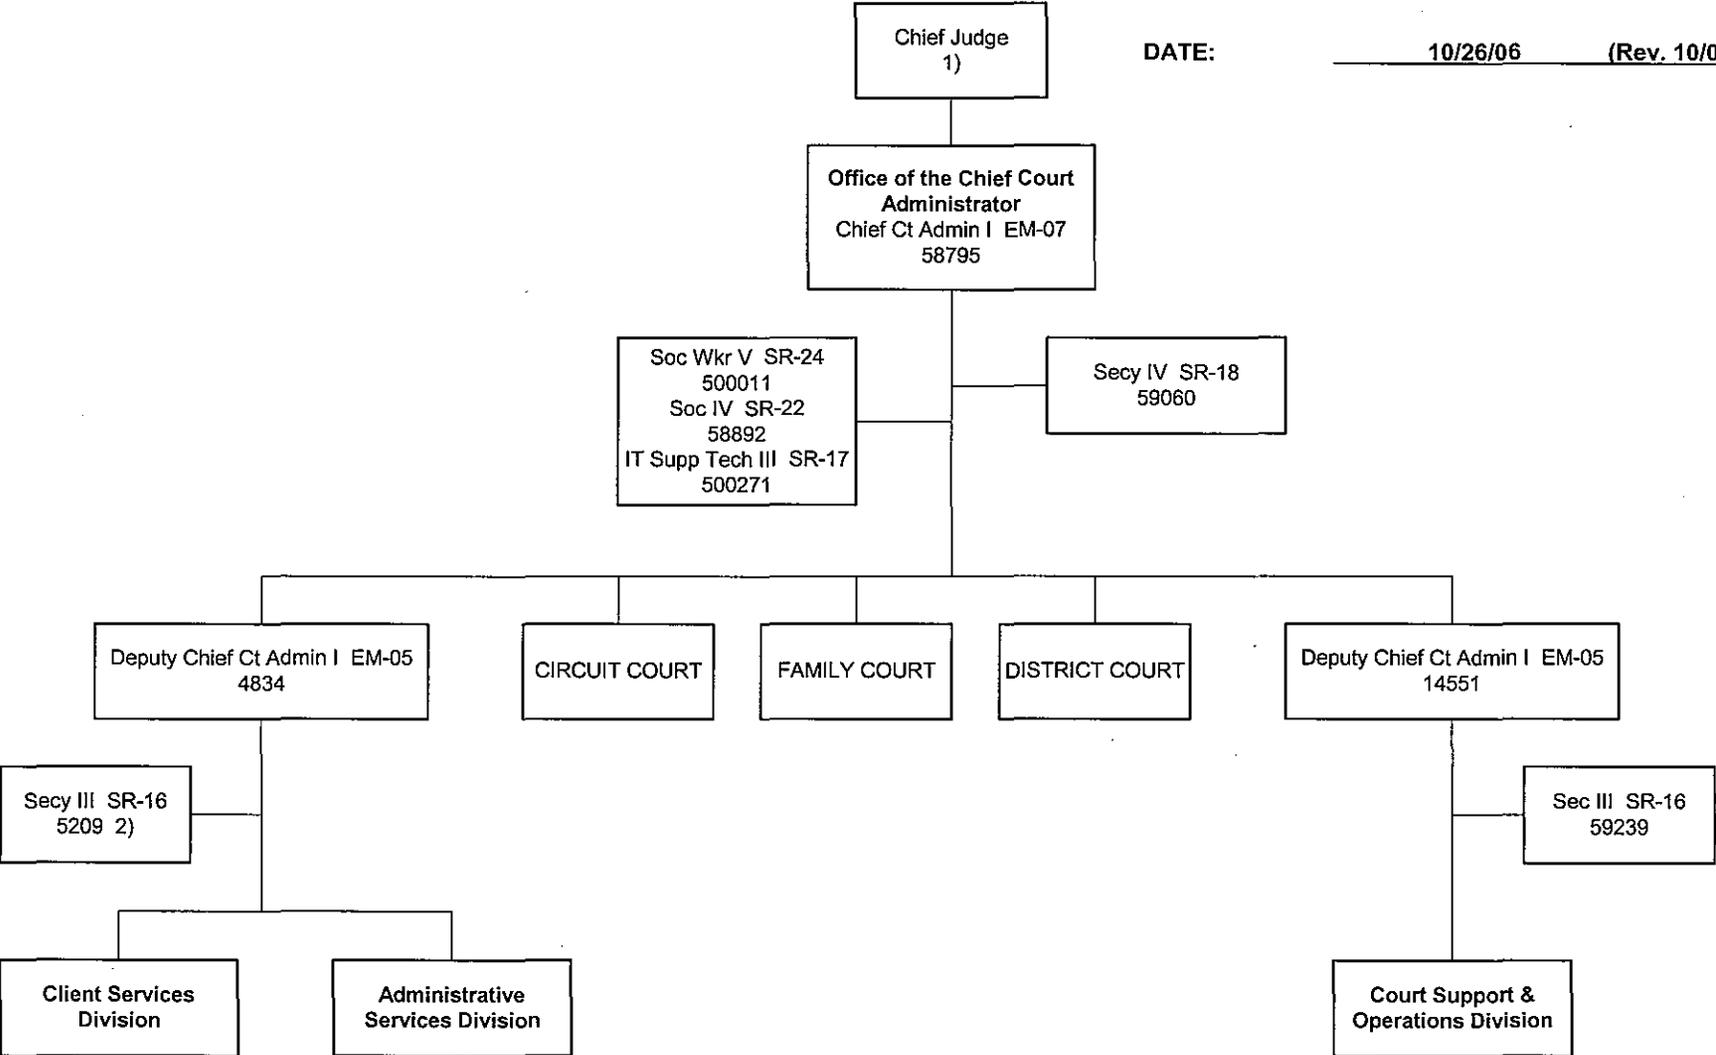 Chief Judge
1)
DATE: 10/26/06 (Rev. 10/0
Office of the Chief Court
Administrator
Chief Ct Admin I EM-07
58795
Soc Wkr V SR-24
500011
Soc IV SR-22
58892
IT Supp Tech III SR-17
500271
Secy IV SR-18
59060
Deputy Chief Ct Admin I EM-05
4834
CIRCUIT COURT
FAMILY COURT
DISTRICT COURT
Deputy Chief Ct Admin I EM-05
14551
Secy III SR-16
5209 2)
Sec III SR-16
59239
Client Services
Division
Administrative
Services Division
Court Support &
Operations Division